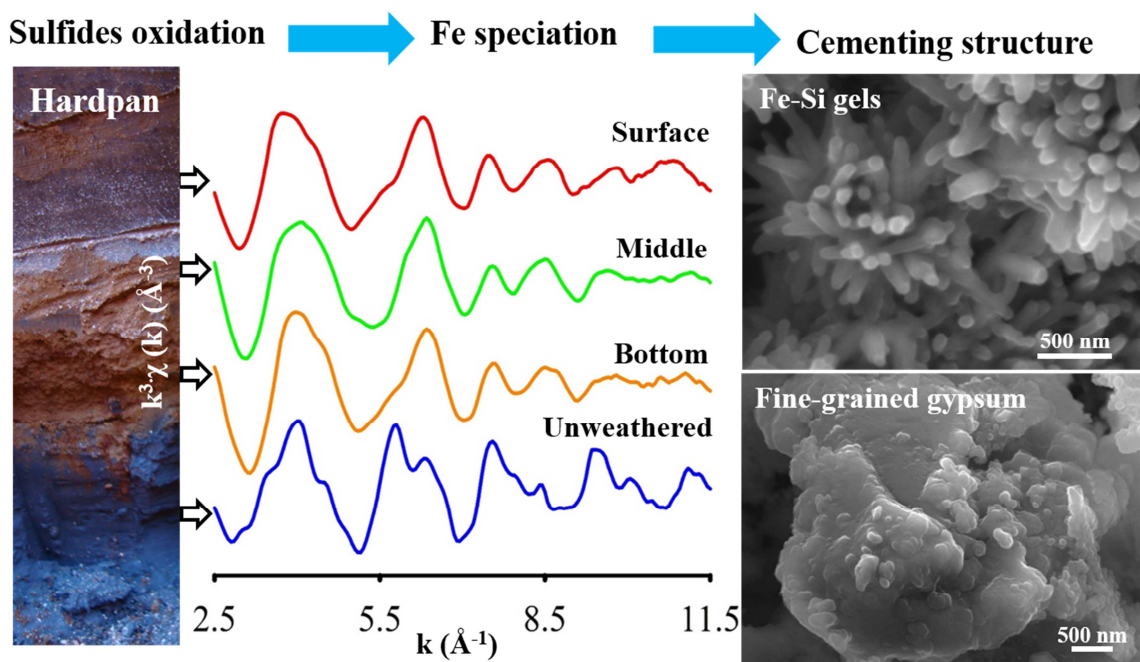 Sulfides oxidation
Fe speciation
Cementing structure
Hardpan
k³·χ (k) (Å⁻³)
Surface
Middle
Bottom
Unweathered
2.5
5.5
8.5
11.5
k (Å⁻¹)
Fe-Si gels
500 nm
Fine-grained gypsum
500 nm